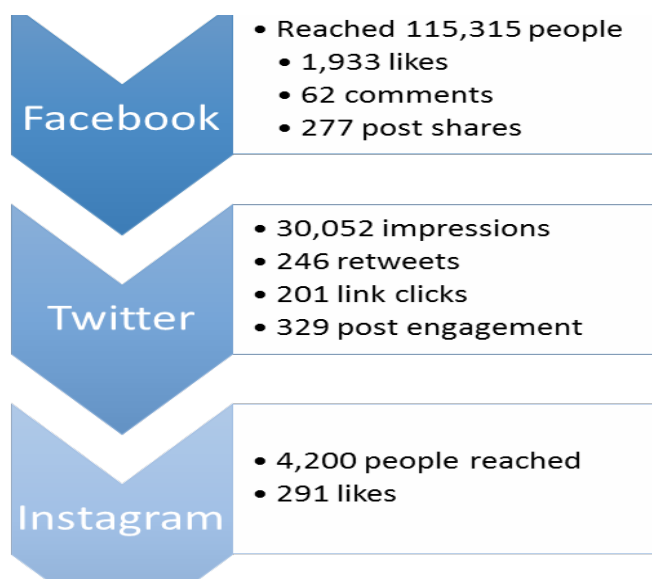 Facebook
• Reached 115,315 people
• 1,933 likes
• 62 comments
• 277 post shares
Twitter
• 30,052 impressions
• 246 retweets
• 201 link clicks
• 329 post engagement
Instagram
• 4,200 people reached
• 291 likes